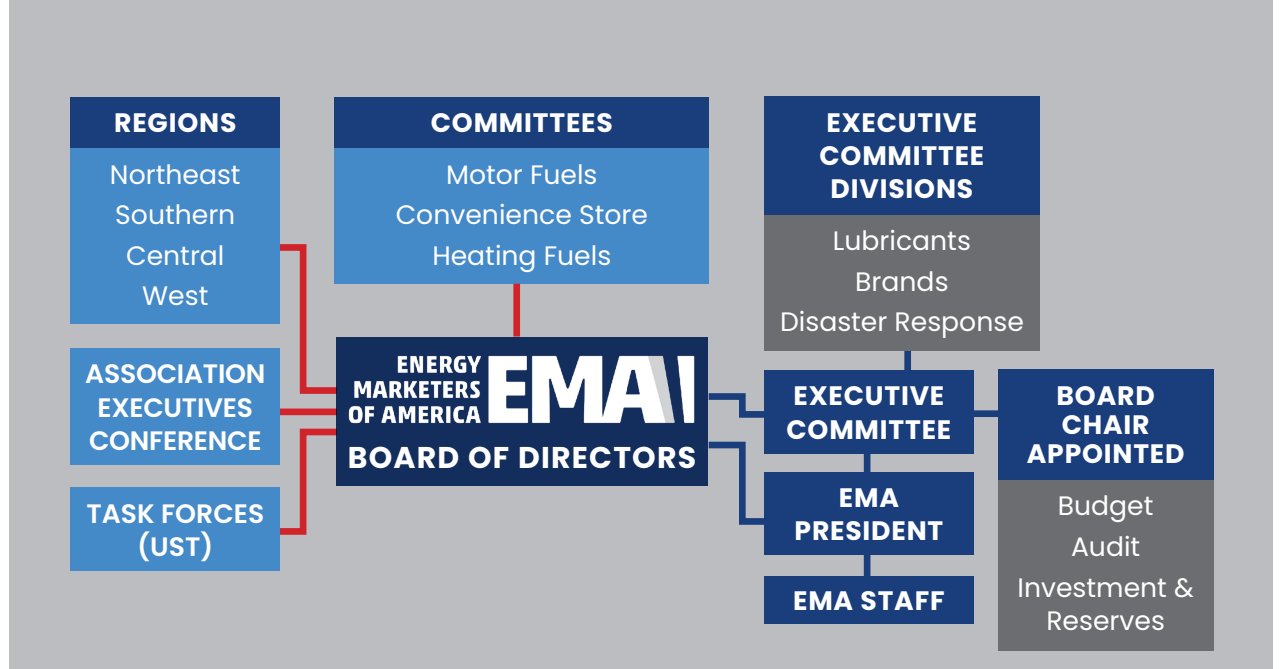 REGIONS
Northeast
Southern
Central
West
COMMITTEES
Motor Fuels
Convenience Store
Heating Fuels
EXECUTIVE
COMMITTEE
DIVISIONS
Lubricants
Brands
Disaster Response
ASSOCIATION
EXECUTIVES
CONFERENCE
TASK FORCES
(UST)
ENERGY
MARKETERS
OF AMERICA
EMA
BOARD OF DIRECTORS
EXECUTIVE
COMMITTEE
EMA
PRESIDENT
EMA STAFF
BOARD
CHAIR
APPOINTED
Budget
Audit
Investment &
Reserves